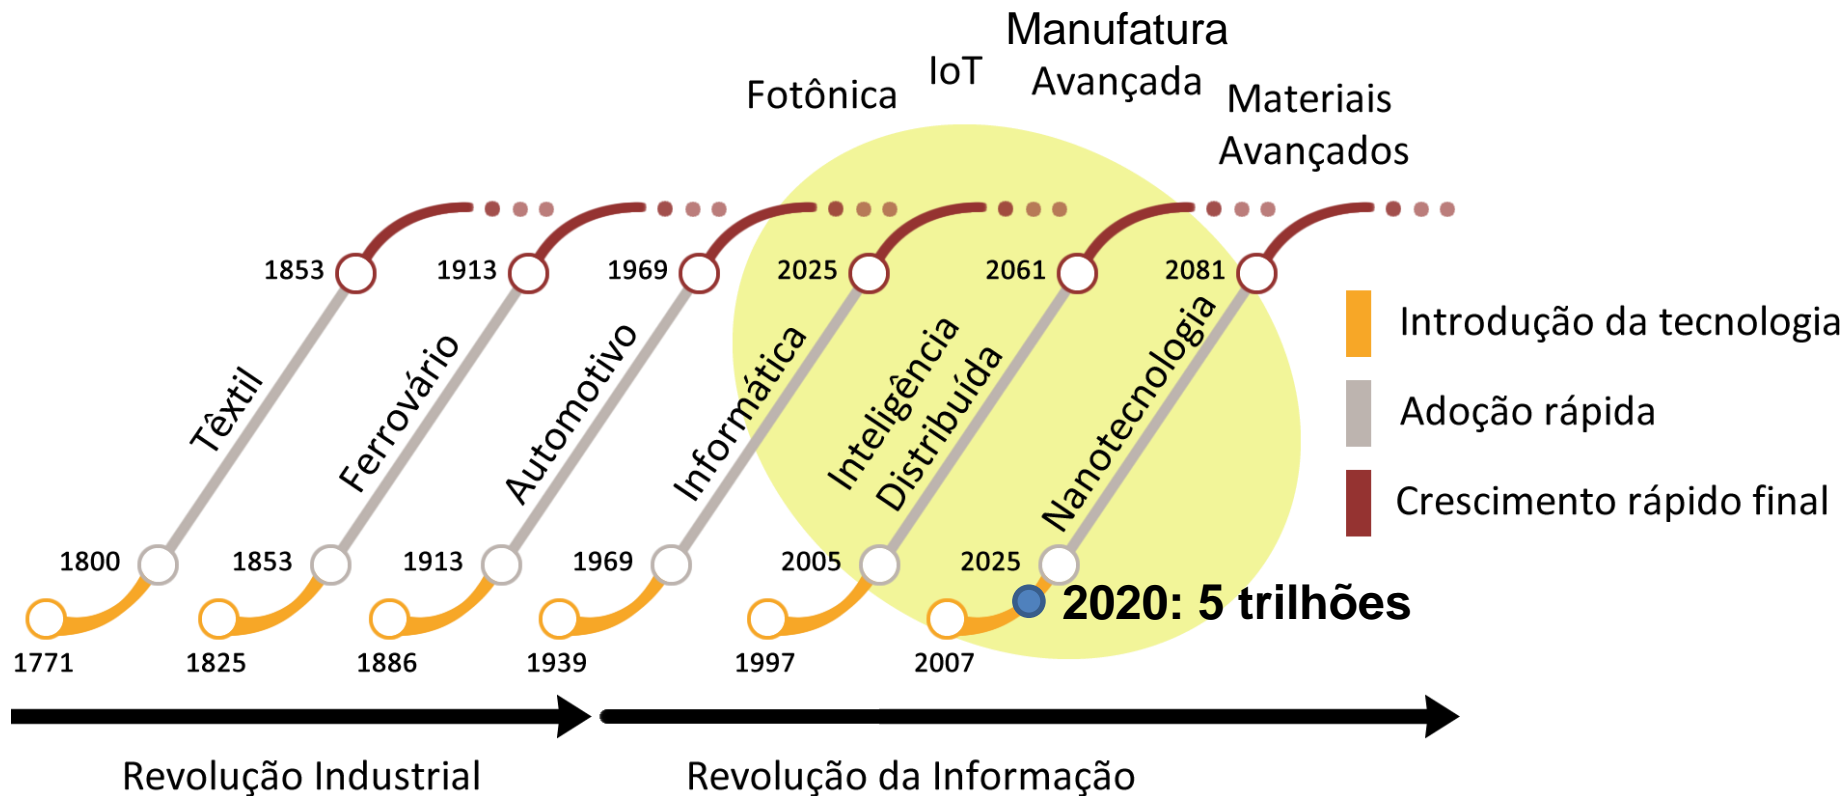 Manufatura
Avançada
IoT
Fotônica
Materiais
Avançados
1853
1913
1969
2025
2061
2081
Têxtil
Ferrovário
Automotivo
Informática
Inteligência
Distribuída
Nanotecnologia
Introdução da tecnologia
Adoção rápida
Crescimento rápido final
1800
1853
1913
1969
2005
2025
2020: 5 trilhões
1771
1825
1886
1939
1997
2007
Revolução Industrial
Revolução da Informação